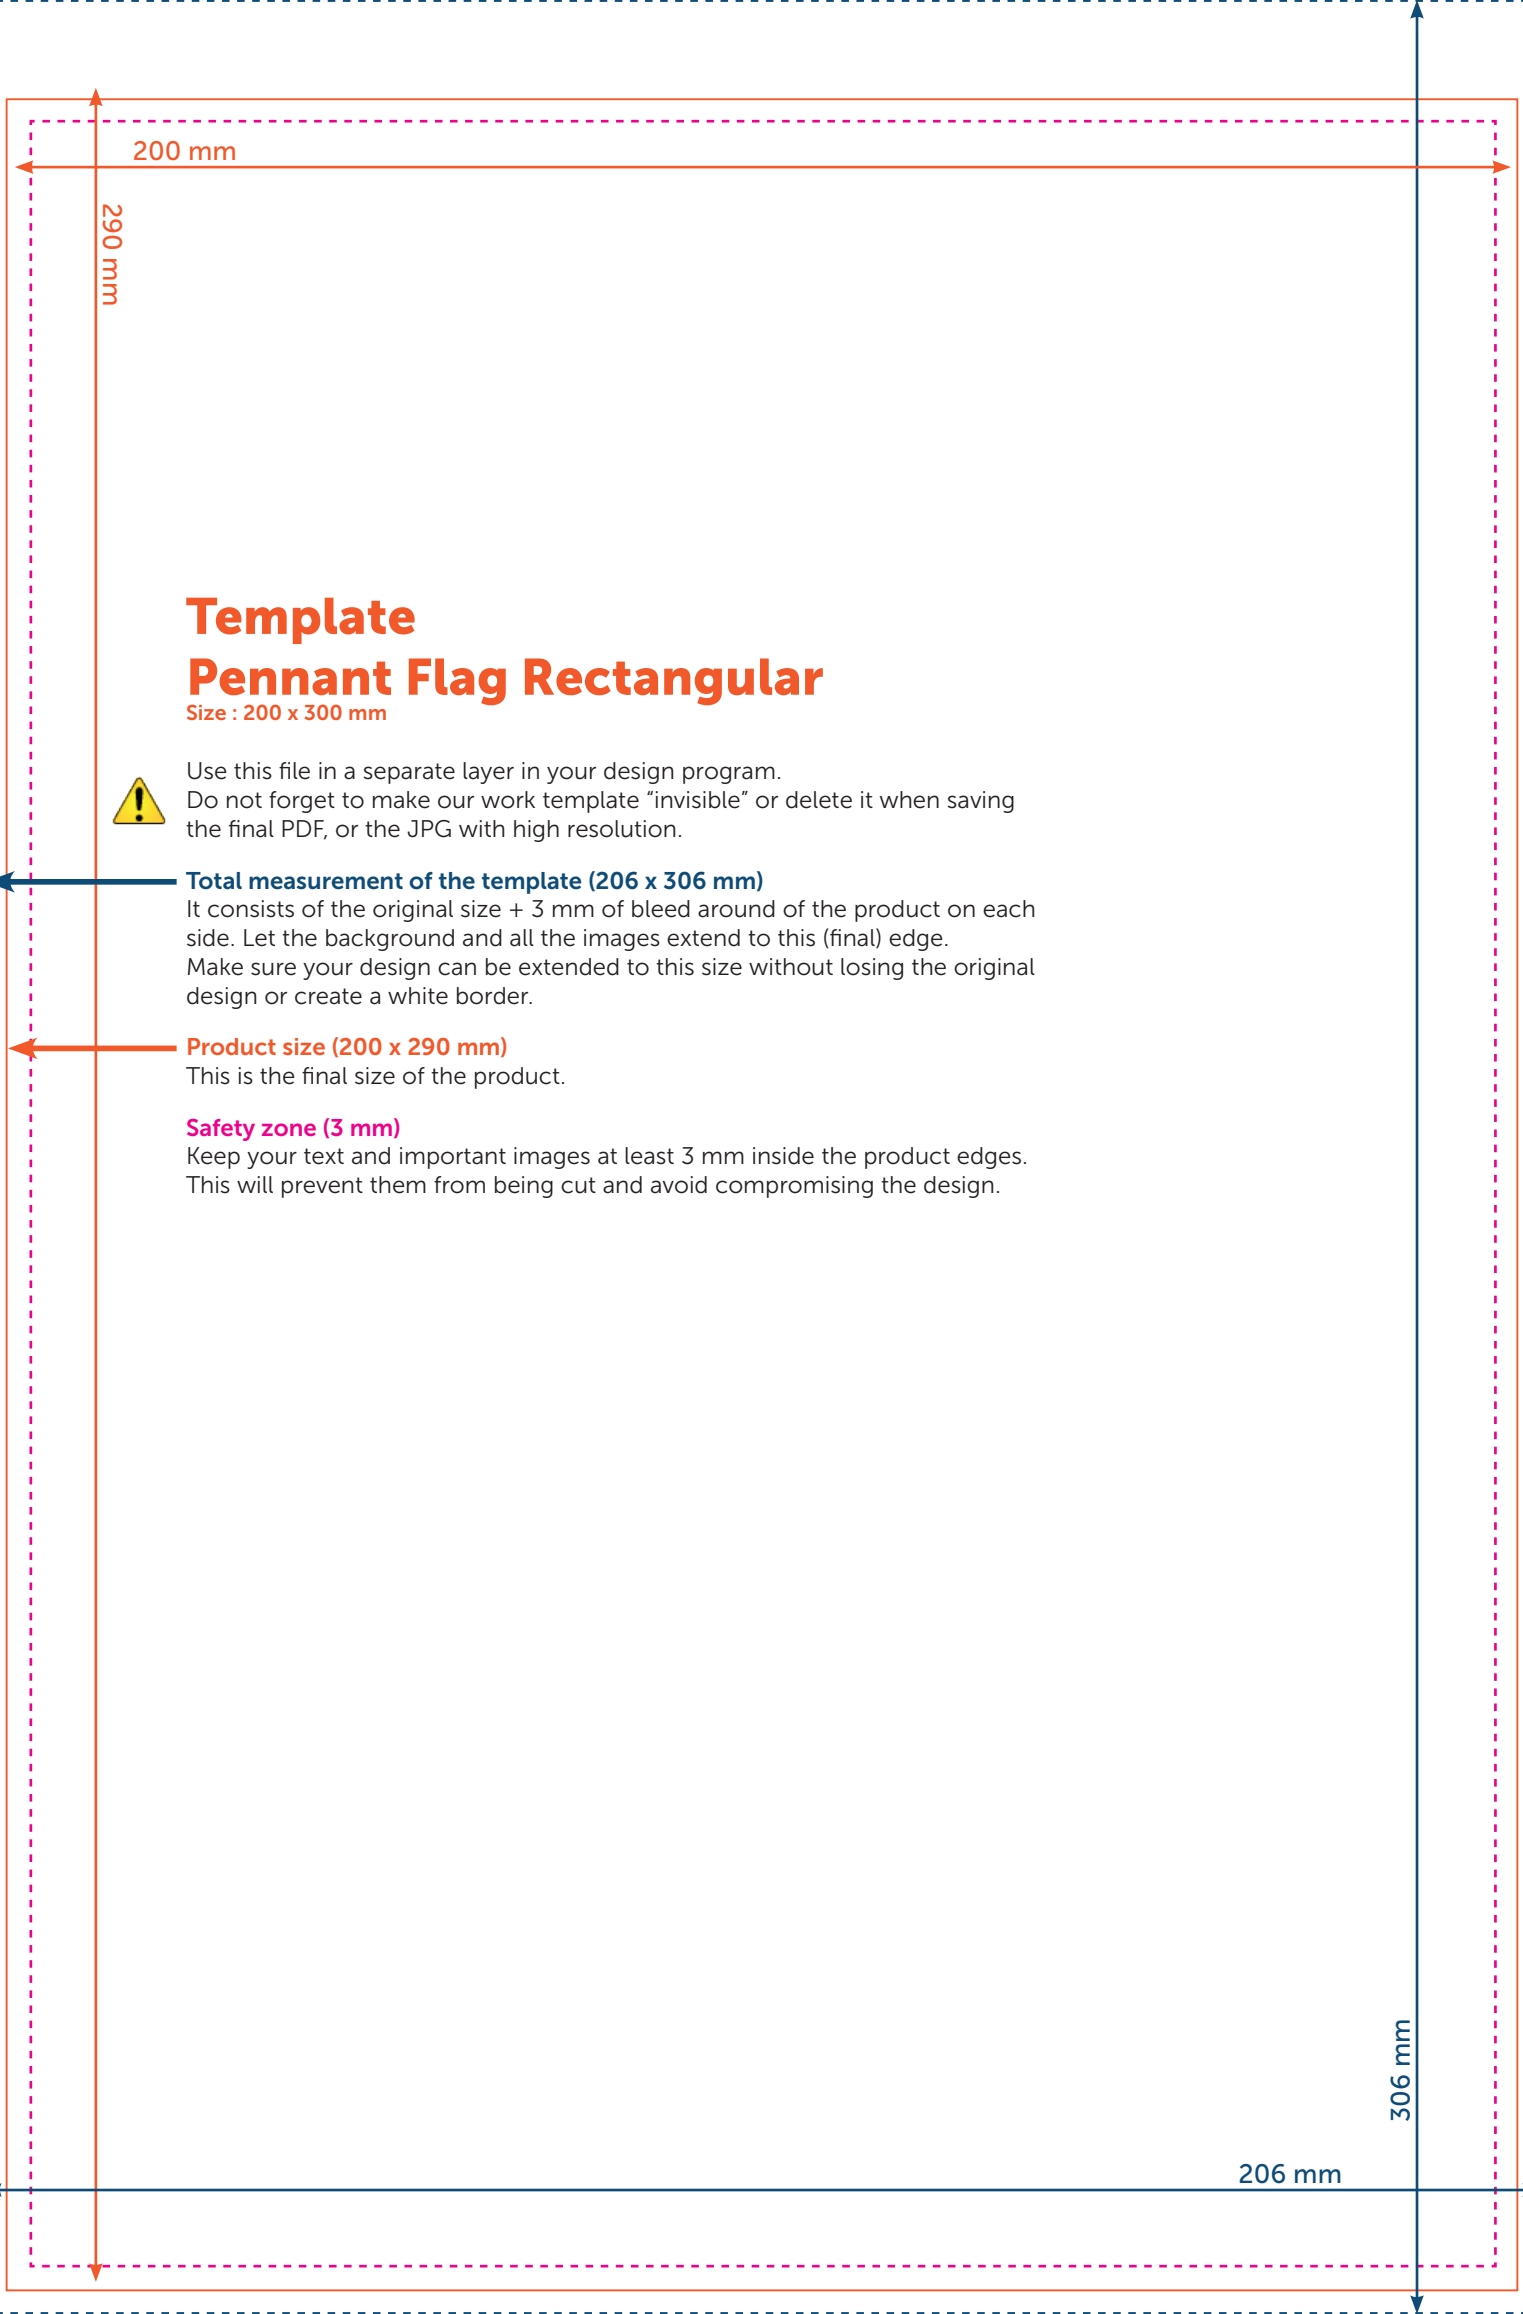 200 mm
290 mm
Template
Pennant Flag Rectangular
Size : 200 x 300 mm
Use this file in a separate layer in your design program.
Do not forget to make our work template “invisible” or delete it when saving
the final PDF, or the JPG with high resolution.
Total measurement of the template (206 x 306 mm)
It consists of the original size + 3 mm of bleed around of the product on each
side. Let the background and all the images extend to this (final) edge.
Make sure your design can be extended to this size without losing the original
design or create a white border.
Product size (200 x 290 mm)
This is the final size of the product.
Safety zone (3 mm)
Keep your text and important images at least 3 mm inside the product edges.
This will prevent them from being cut and avoid compromising the design.
306 mm
206 mm